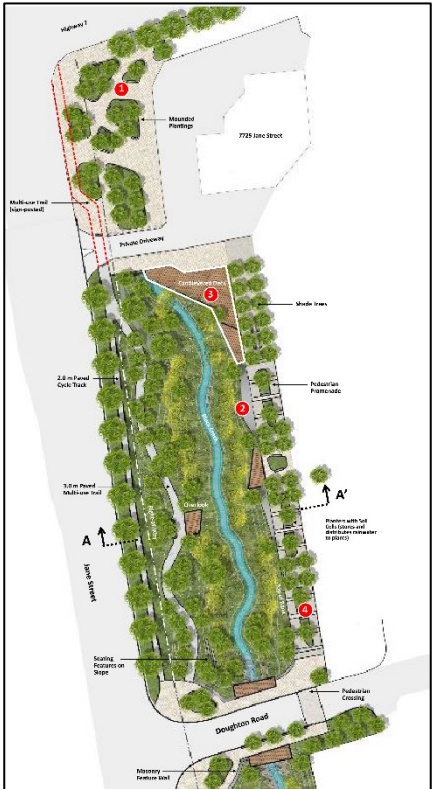 Highway 7
1
Mounded
Plantings
7725 Jane Street
Multi-use Trail
(sign-posted)
Private Driveway
Cantilevered Deck
3
Shade Trees
2.0 m Paved
Cycle Track
Pedestrian
Promenade
2
3.0 m Paved
Multi-use Trail
A
A'
Planters with Soil
Cells (stores and
distributes rainwater
to plants)
Overlook
Jane Street
4
Seating
Features on
Slope
Pedestrian
Crossing
Doughton Road
Masonry
Feature Wall